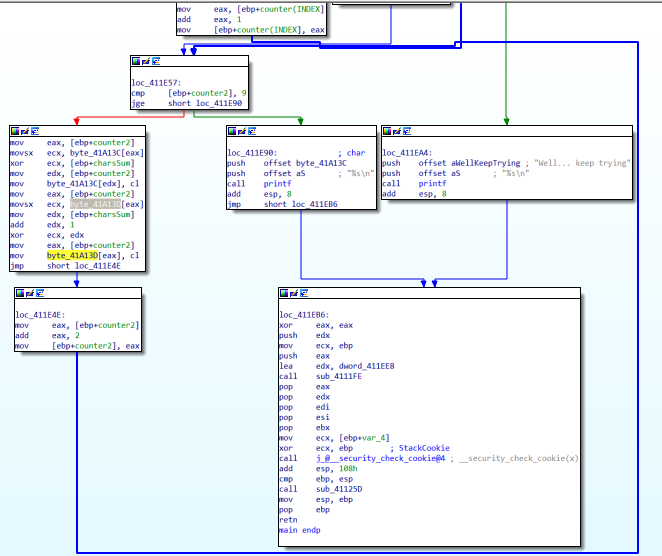 mov eax, [ebp+counter(INDEX]
add eax, 1
mov [ebp+counter(INDEX], eax
loc_411E57:
cmp [ebp+counter2], 9
jge short loc_411E90
mov eax, [ebp+counter2]
movsx ecx, byte_41A13C[eax]
xor ecx, [ebp+charsSum]
mov edx, [ebp+counter2]
mov byte_41A13C[edx], cl
mov eax, [ebp+counter2]
movsx ecx, byte_41A13D[eax]
mov edx, [ebp+charsSum]
add edx, 1
xor ecx, edx
mov eax, [ebp+counter2]
mov byte_41A13D[eax], cl
jmp short loc_411E4E
loc_411E90: ; char
push offset byte_41A13C
push offset aS ; "%s\n"
call printf
add esp, 8
jmp short loc_411EB6
loc_411EA4:
push offset aWellKeepTrying ; "Well... keep trying"
push offset aS ; "%s\n"
call printf
add esp, 8
loc_411E4E:
mov eax, [ebp+counter2]
add eax, 2
mov [ebp+counter2], eax
loc_411EB6:
xor eax, eax
push edx
mov ecx, ebp
push eax
lea edx, dword_411EE8
call sub_4111FE
pop eax
pop edx
pop edi
pop esi
pop ebx
mov ecx, [ebp+var_4]
xor ecx, ebp ; StackCookie
call j_@__security_check_cookie@4 ; __security_check_cookie(x)
add esp, 108h
cmp ebp, esp
call sub_41125D
mov esp, ebp
pop ebp
retn
main endp